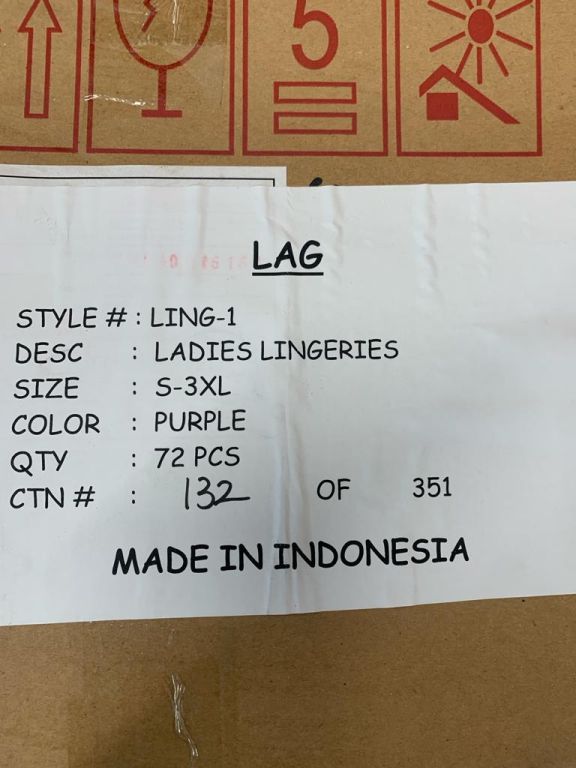 5
LAG
STYLE # : LING-1
DESC : LADIES LINGERIES
SIZE : S-3XL
COLOR : PURPLE
QTY : 72 PCS
CTN # : 132 OF 351
MADE IN INDONESIA